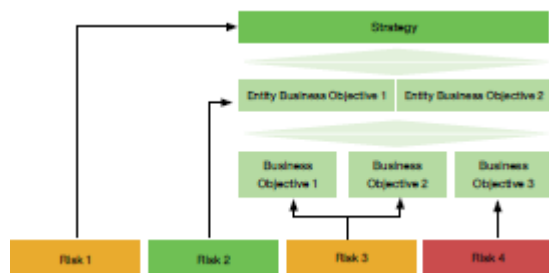 Strategy
Entity Business Objective 1
Entity Business Objective 2
Business
Objective 1
Business
Objective 2
Business
Objective 3
Risk 1
Risk 2
Risk 3
Risk 4